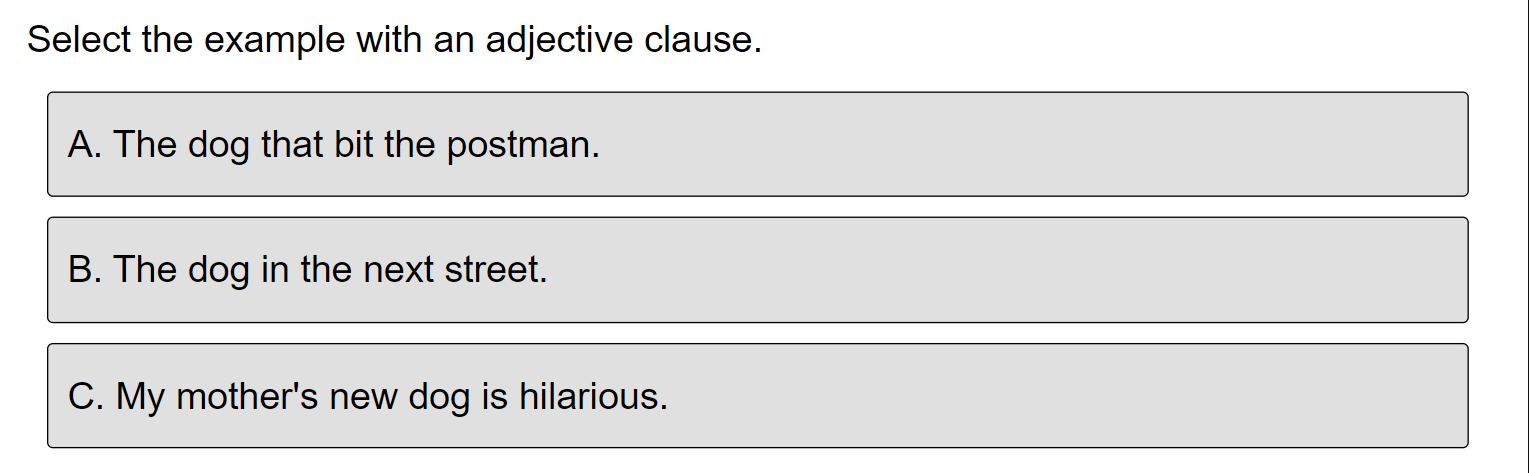 Select the example with an adjective clause.
A. The dog that bit the postman.
B. The dog in the next street.
C. My mother's new dog is hilarious.